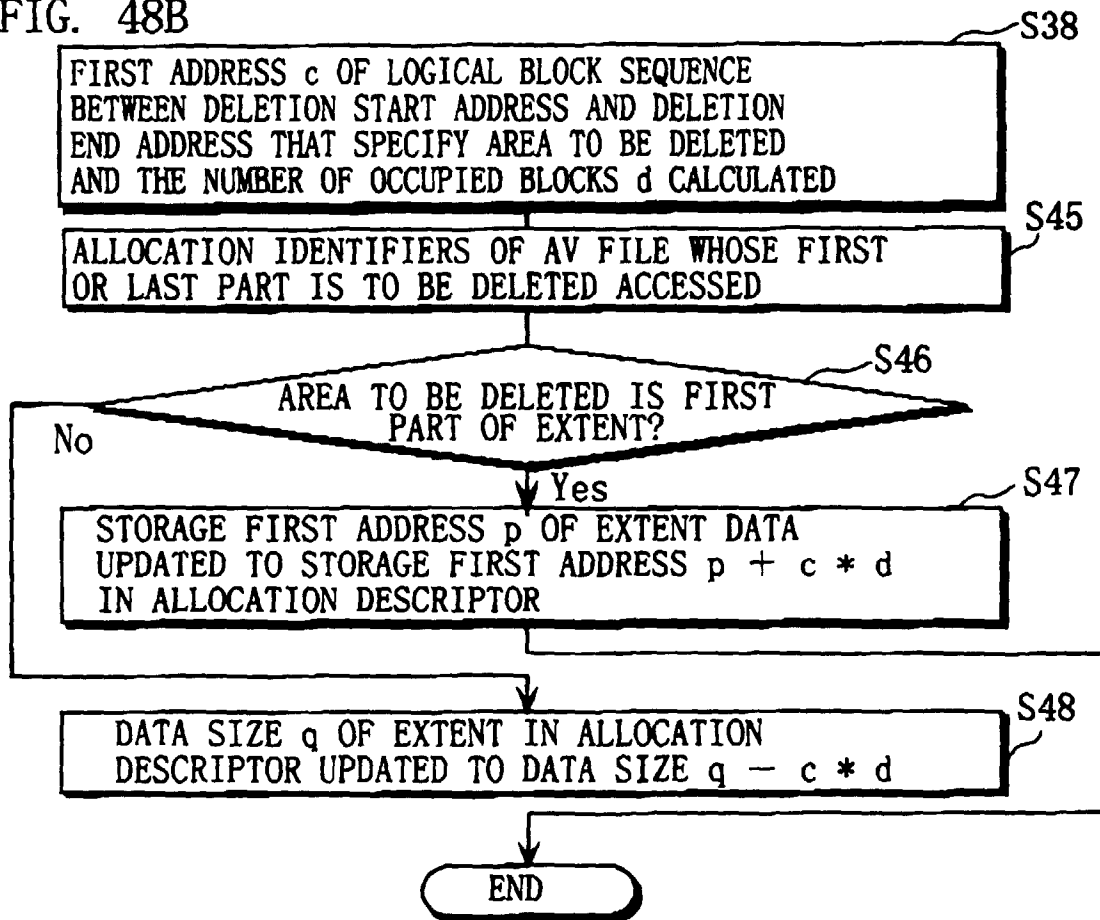 FIG. 48B
S38
FIRST ADDRESS c OF LOGICAL BLOCK SEQUENCE
BETWEEN DELETION START ADDRESS AND DELETION
END ADDRESS THAT SPECIFY AREA TO BE DELETED
AND THE NUMBER OF OCCUPIED BLOCKS d CALCULATED
S45
ALLOCATION IDENTIFIERS OF AV FILE WHOSE FIRST
OR LAST PART IS TO BE DELETED ACCESSED
S46
AREA TO BE DELETED IS FIRST
PART OF EXTENT?
No
Yes
S47
STORAGE FIRST ADDRESS p OF EXTENT DATA
UPDATED TO STORAGE FIRST ADDRESS p + c * d
IN ALLOCATION DESCRIPTOR
S48
DATA SIZE q OF EXTENT IN ALLOCATION
DESCRIPTOR UPDATED TO DATA SIZE q - c * d
END